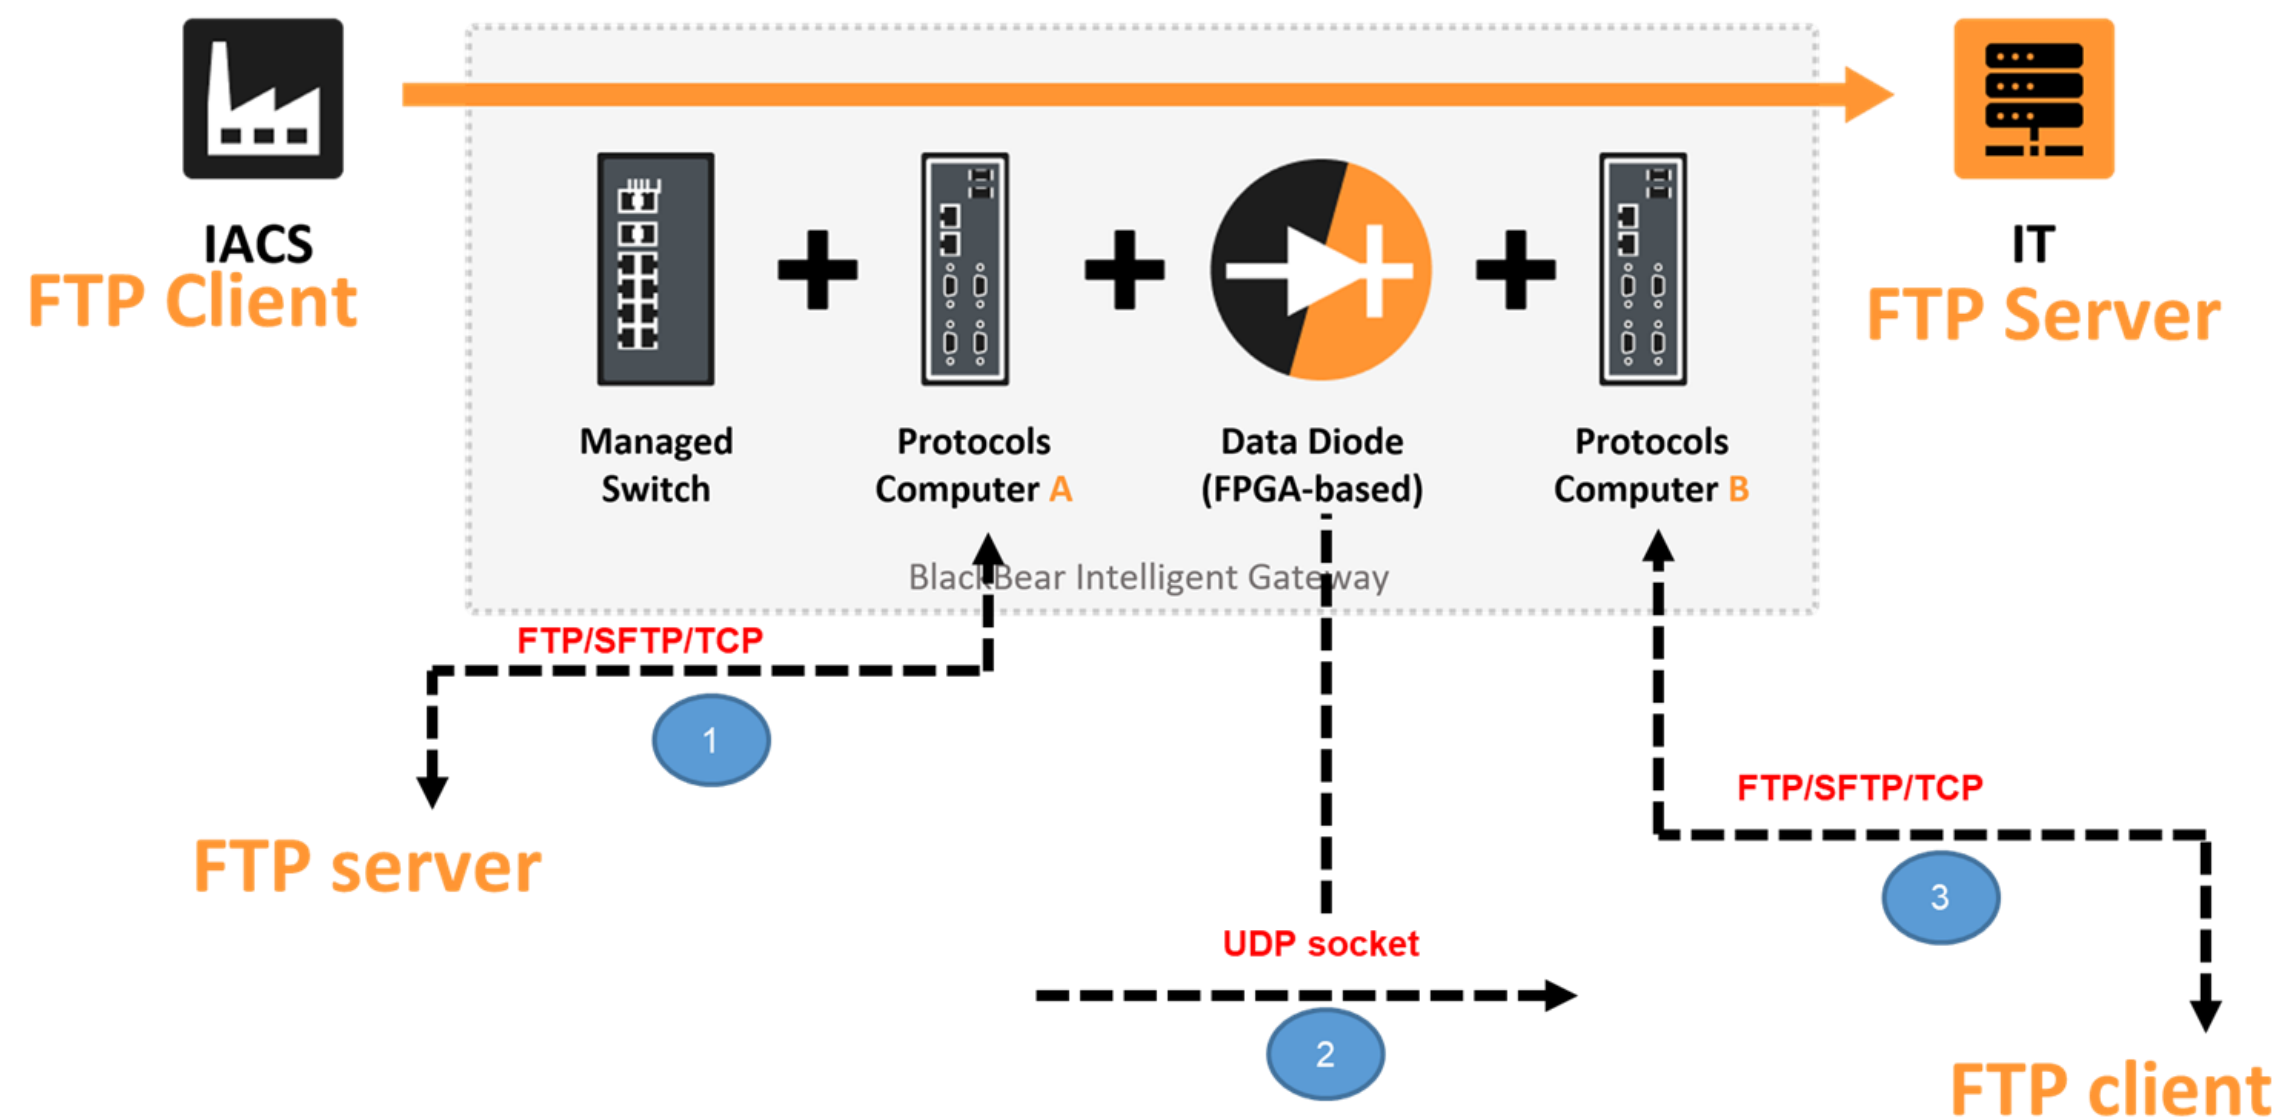 IACS
FTP Client
IT
FTP Server
Managed
Switch
Protocols
Computer A
Data Diode
(FPGA-based)
Protocols
Computer B
BlackBear Intelligent Gateway
FTP/SFTP/TCP
1
FTP server
UDP socket
2
FTP/SFTP/TCP
3
FTP client